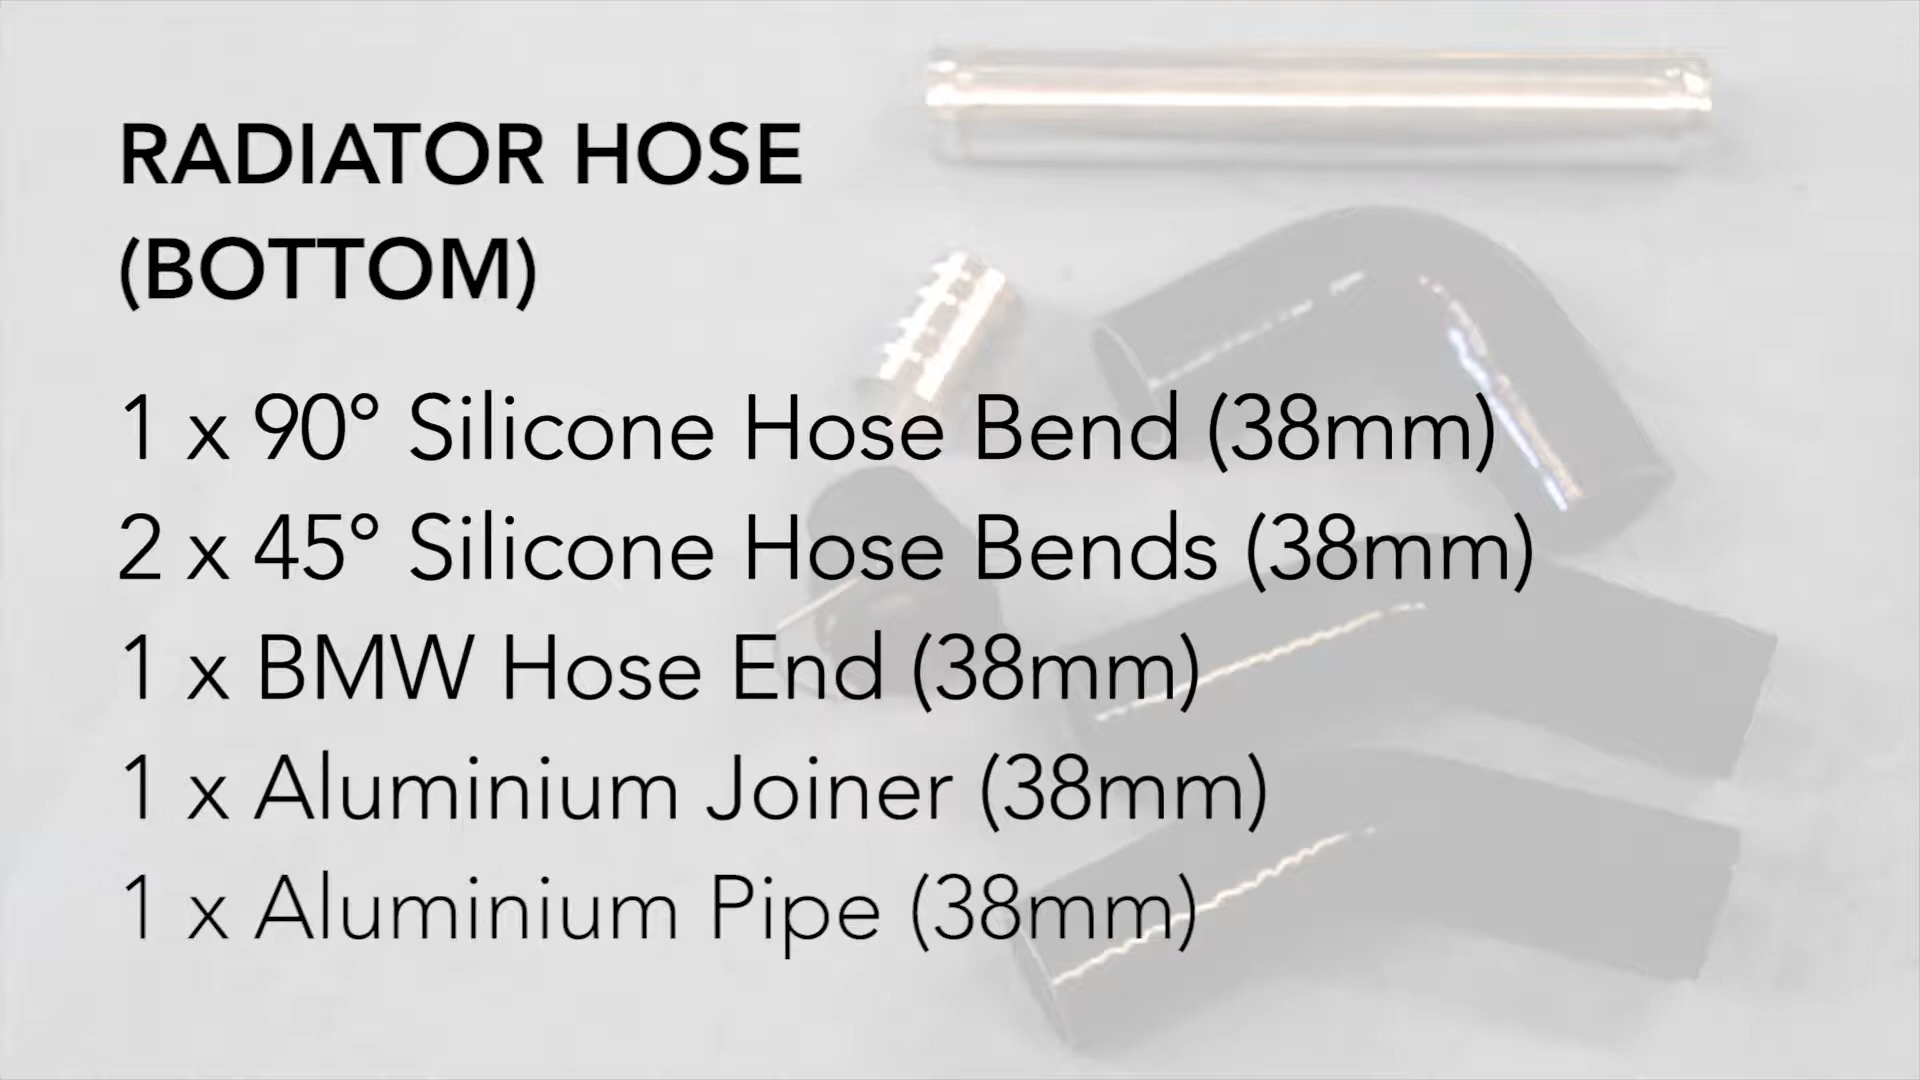 RADIATOR HOSE
(BOTTOM)
1 x 90° Silicone Hose Bend (38mm)
2 x 45° Silicone Hose Bends (38mm)
1 x BMW Hose End (38mm)
1 x Aluminium Joiner (38mm)
1 x Aluminium Pipe (38mm)